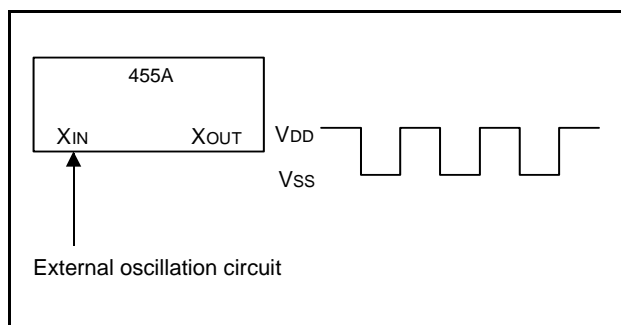 455A
XIN XOUT
VDD
VSS
External oscillation circuit